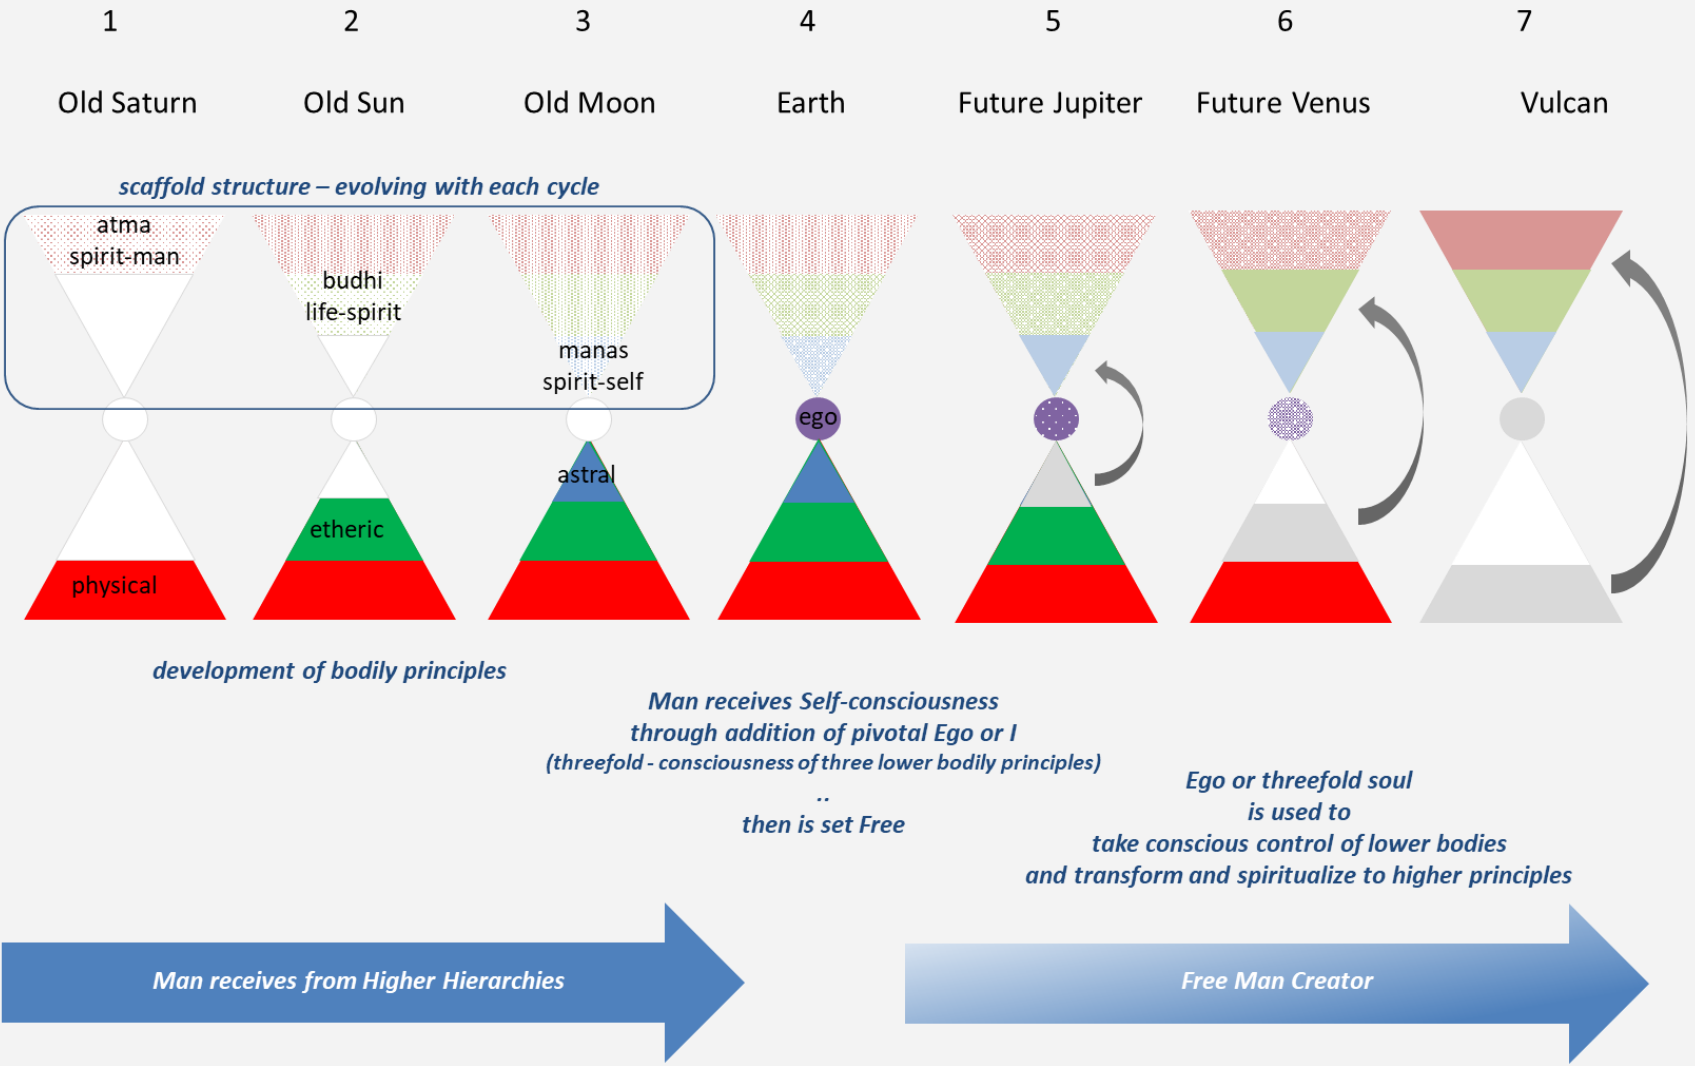 1
2
3
4
5
6
7
Old Saturn
Old Sun
Old Moon
Earth
Future Jupiter
Future Venus
Vulcan
scaffold structure – evolving with each cycle
atma
spirit-man
budhi
life-spirit
manas
spirit-self
ego
astral
etheric
physical
development of bodily principles
Man receives Self-consciousness
through addition of pivotal Ego or I
(threefold - consciousness of three lower bodily principles)
..
then is set Free
Ego or threefold soul
is used to
take conscious control of lower bodies
and transform and spiritualize to higher principles
Man receives from Higher Hierarchies
Free Man Creator